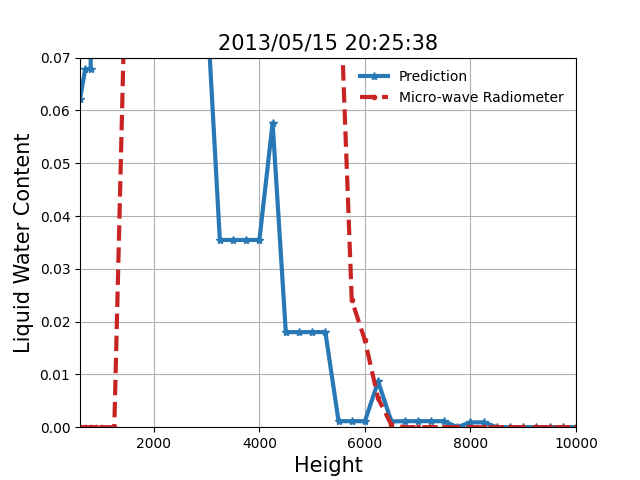 2013/05/15 20:25:38
Prediction
Micro-wave Radiometer
Liquid Water Content
0.07
0.06
0.05
0.04
0.03
0.02
0.01
0.00
2000 4000 6000 8000 10000
Height